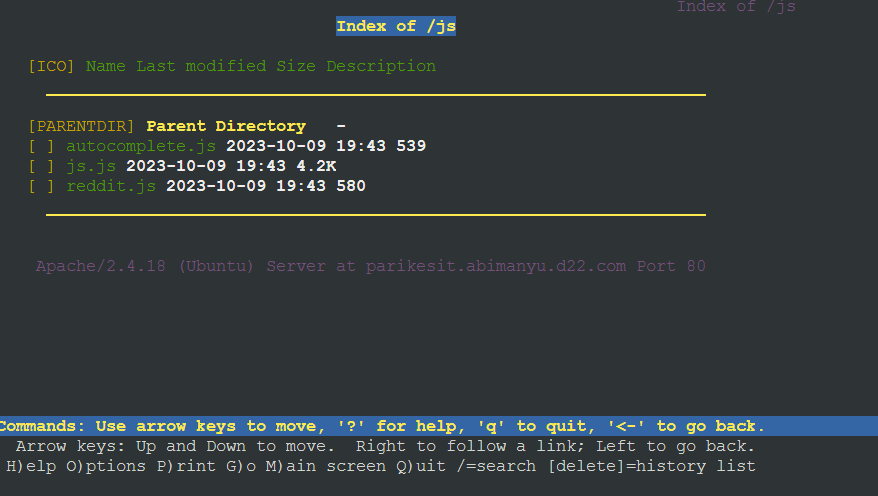 Index of /js
Index of /js
[ICO] Name Last modified Size Description
[PARENTDIR] Parent Directory   -
[ ] autocomplete.js 2023-10-09 19:43 539
[ ] js.js 2023-10-09 19:43 4.2K
[ ] reddit.js 2023-10-09 19:43 580
Apache/2.4.18 (Ubuntu) Server at parikesit.abimanyu.d22.com Port 80
Commands: Use arrow keys to move, '?' for help, 'q' to quit, '<-' to go back.
Arrow keys: Up and Down to move.  Right to follow a link; Left to go back.
H)elp O)ptions P)rint G)o M)ain screen Q)uit /=search [delete]=history list